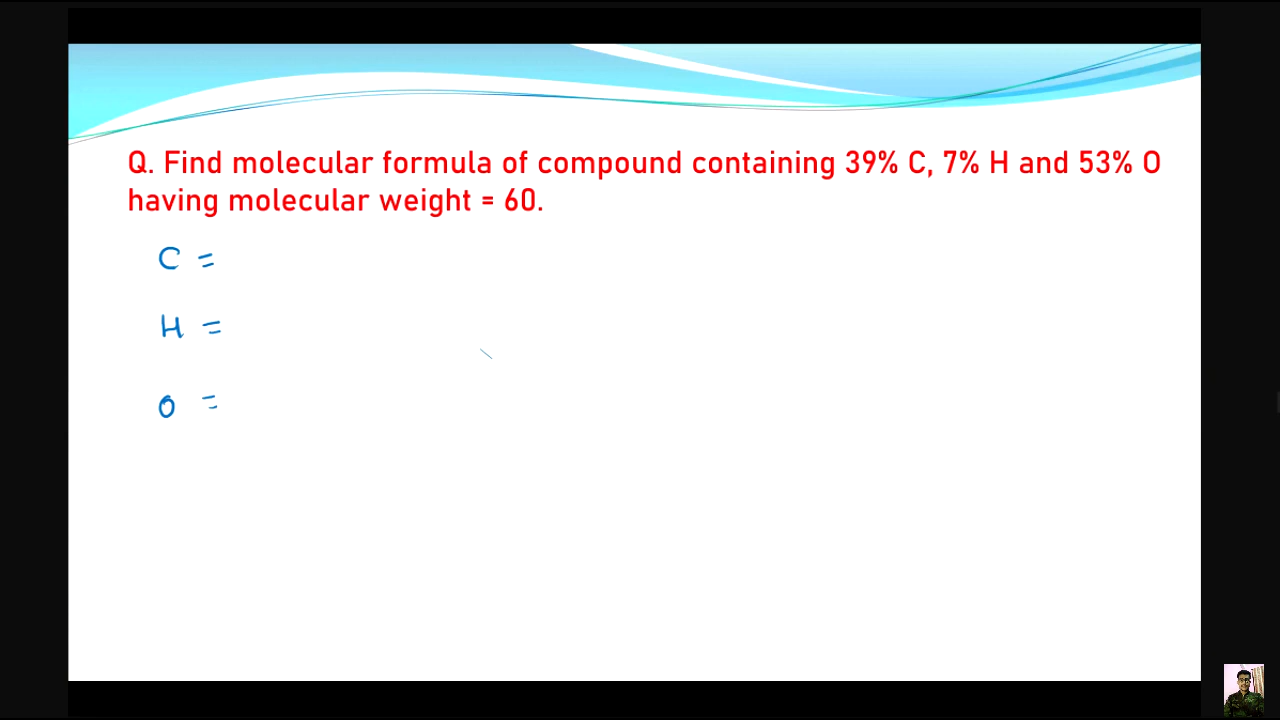 Q. Find molecular formula of compound containing 39% C, 7% H and 53% O
having molecular weight = 60.
C =
H =
O =